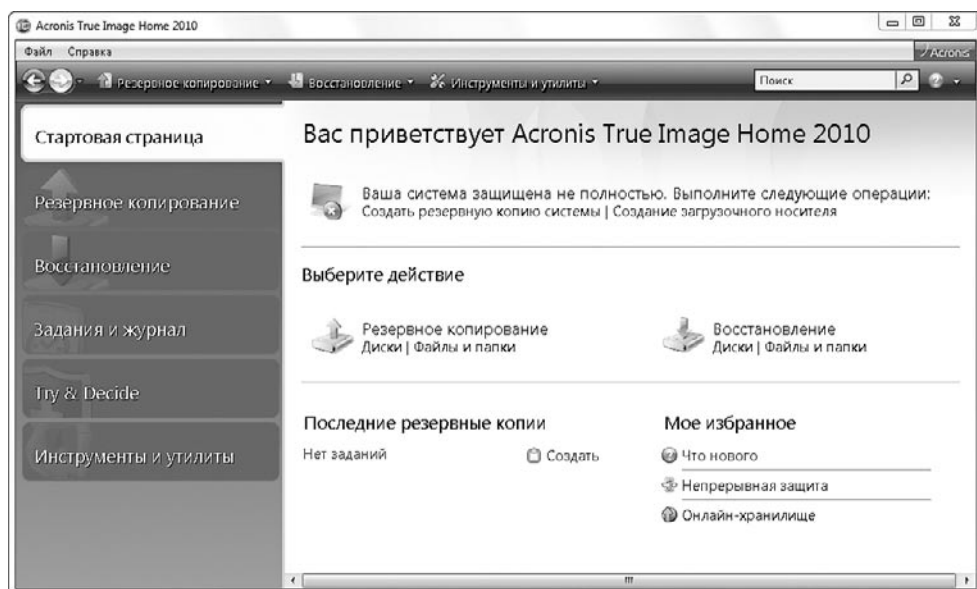 Acronis True Image Home 2010
Файл Справка
Acronis
Резервное копирование Восстановление Инструменты и утилиты Поиск
Стартовая страница
Резервное копирование
Восстановление
Задания и журнал
Try & Decide
Инструменты и утилиты
Вас приветствует Acronis True Image Home 2010
Ваша система защищена не полностью. Выполните следующие операции:
Создать резервную копию системы | Создание загрузочного носителя
Выберите действие
Резервное копирование
Диски | Файлы и папки
Восстановление
Диски | Файлы и папки
Последние резервные копии
Нет заданий Создать
Мое избранное
Что нового
Непрерывная защита
Онлайн-хранилище